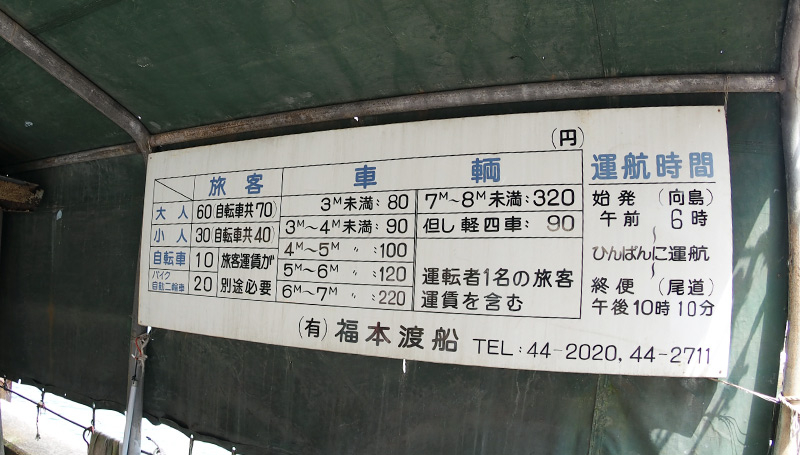 (円)
旅客 車輌
大人 60(自転車共70) 3M未満: 80 7M~8M未満: 320
小人 30(自転車共40) 3M~4M未満: 90 但し軽四車: 90
自転車 10 旅客運賃が 4M~5M 〃 : 100
バイク
自動二輪車 20 別途必要 5M~6M 〃 : 120 運転者1名の旅客
6M~7M 〃 : 220 運賃を含む
運航時間
始発(向島)
午前 6時
~
ひんぱんに運航
~
終便(尾道)
午後10時10分
(有)福本渡船 TEL:44-2020, 44-2711